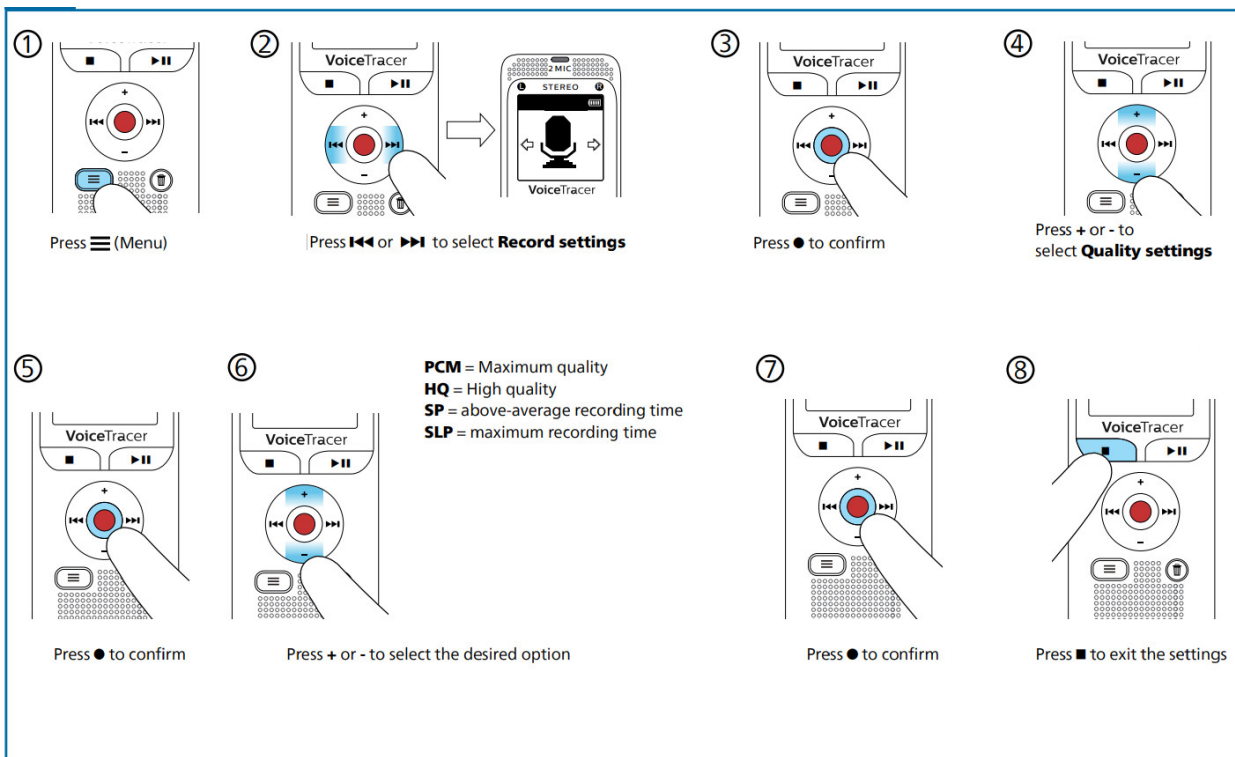 ①
VoiceTracer
Press ☰ (Menu)
②
VoiceTracer
2 MIC
L STEREO R
VoiceTracer
Press ⏮ or ⏭ to select Record settings
③
VoiceTracer
Press ● to confirm
④
VoiceTracer
Press + or - to
select Quality settings
⑤
VoiceTracer
Press ● to confirm
⑥
VoiceTracer
PCM = Maximum quality
HQ = High quality
SP = above-average recording time
SLP = maximum recording time
Press + or - to select the desired option
⑦
VoiceTracer
Press ● to confirm
⑧
VoiceTracer
Press ■ to exit the settings